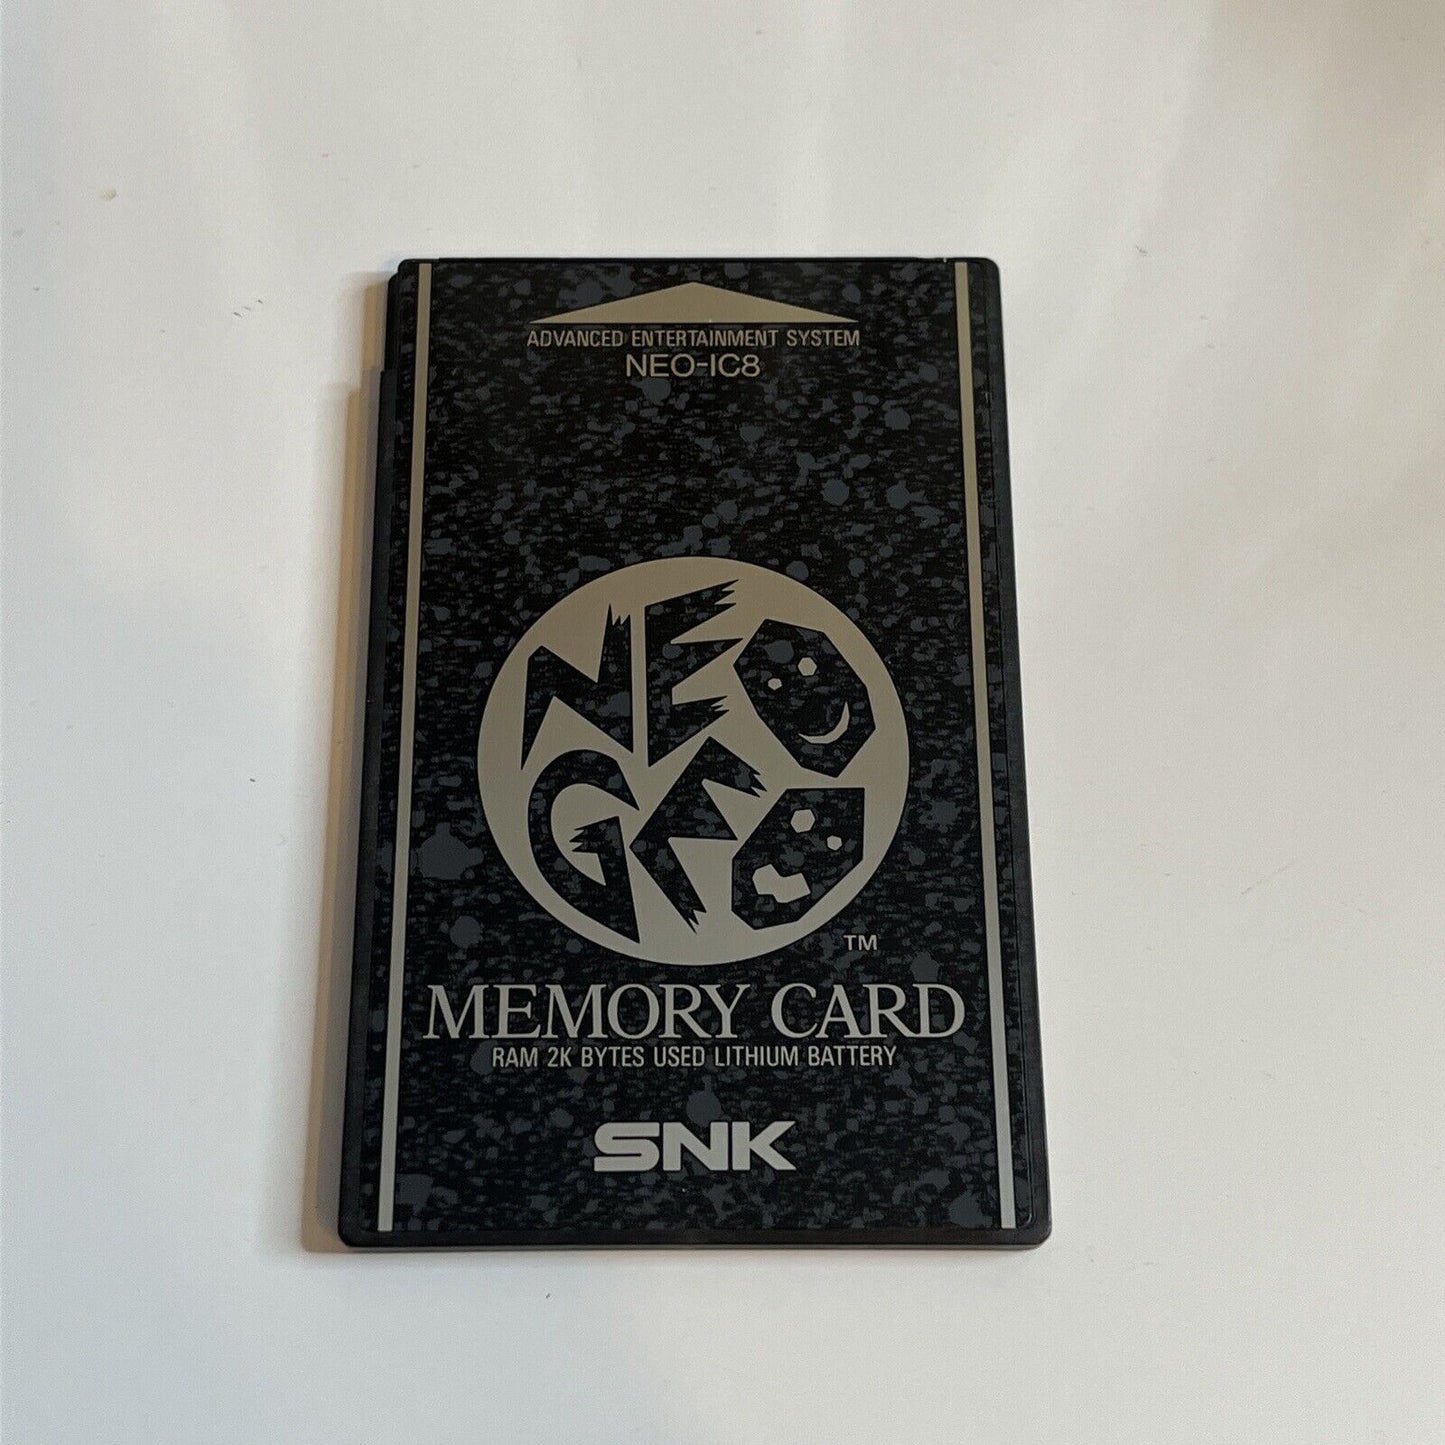 ADVANCED ENTERTAINMENT SYSTEM
NEO-IC8
NEO
GEO
TM
MEMORY CARD
RAM 2K BYTES USED LITHIUM BATTERY
SNK